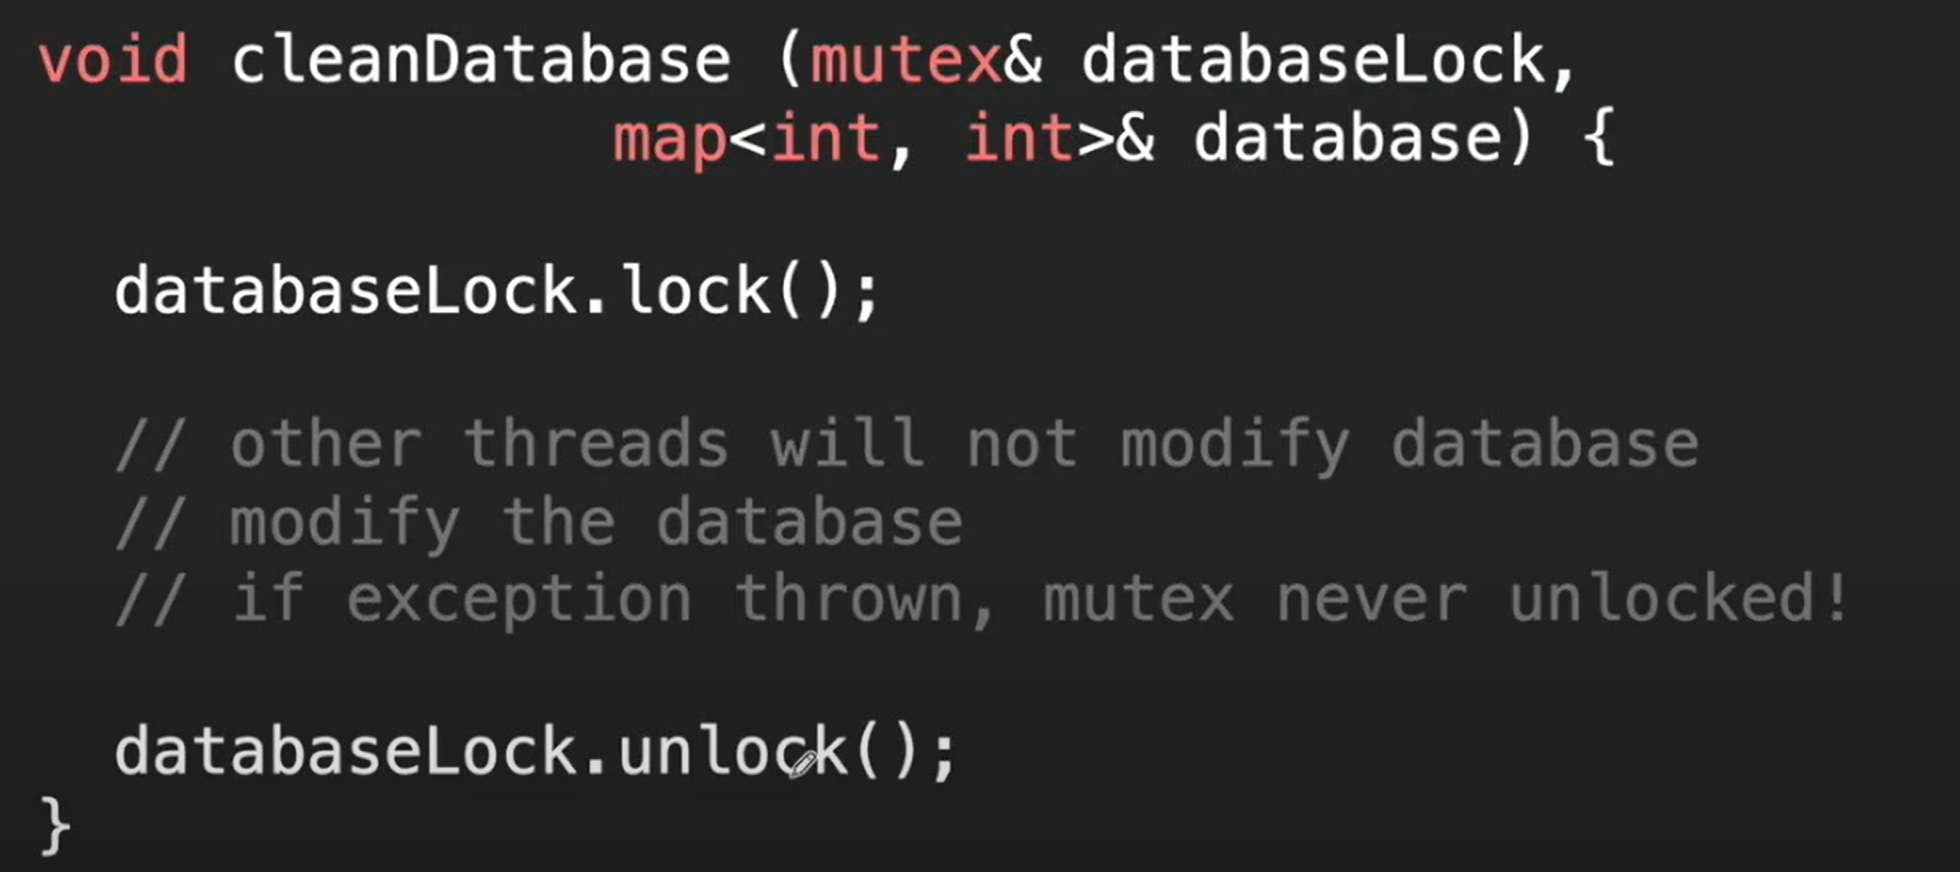 void cleanDatabase (mutex& databaseLock,
map<int, int>& database) {
databaseLock.lock();
// other threads will not modify database
// modify the database
// if exception thrown, mutex never unlocked!
databaseLock.unlock();
}